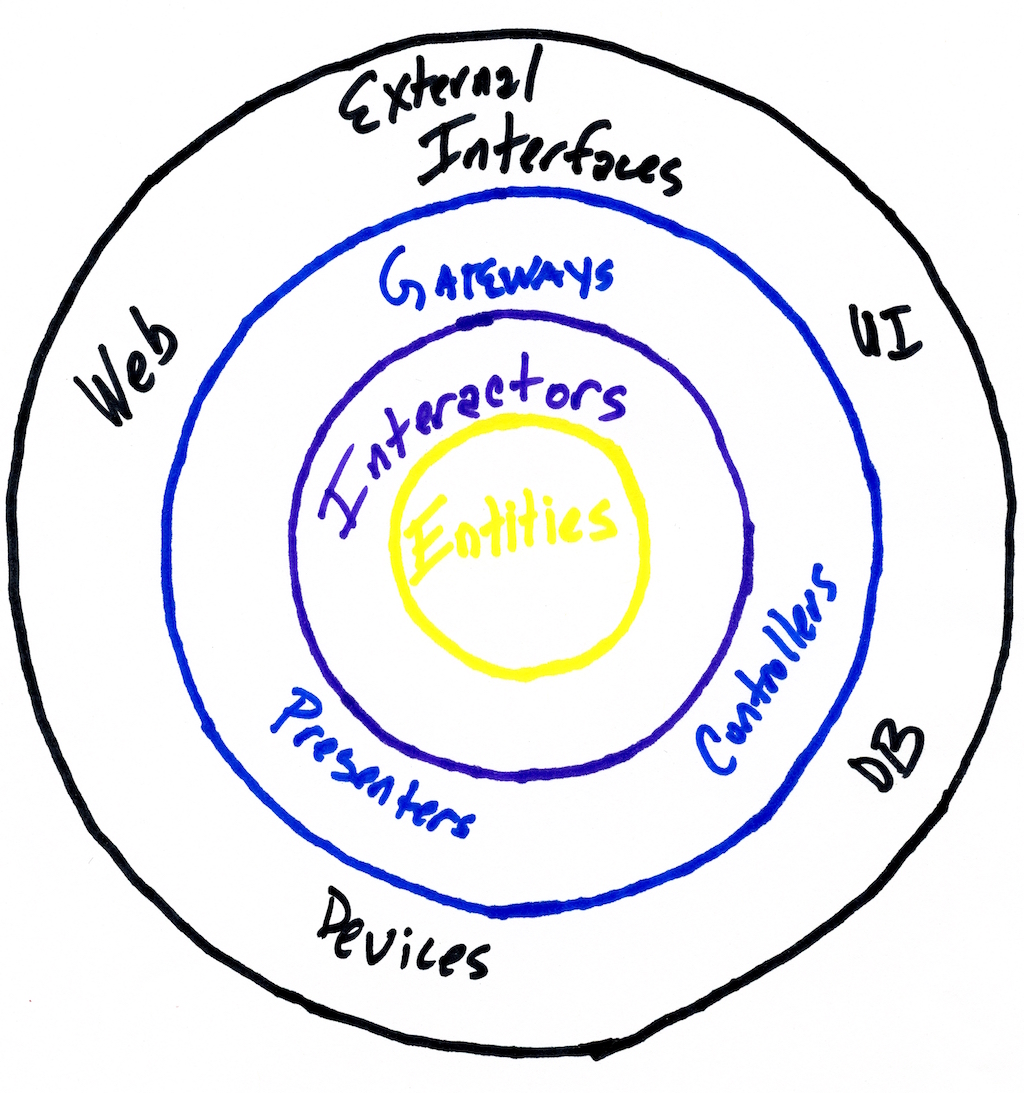 External
Interfaces
Gateways
Web
UI
Interactors
Entities
Controllers
Presenters
DB
Devices